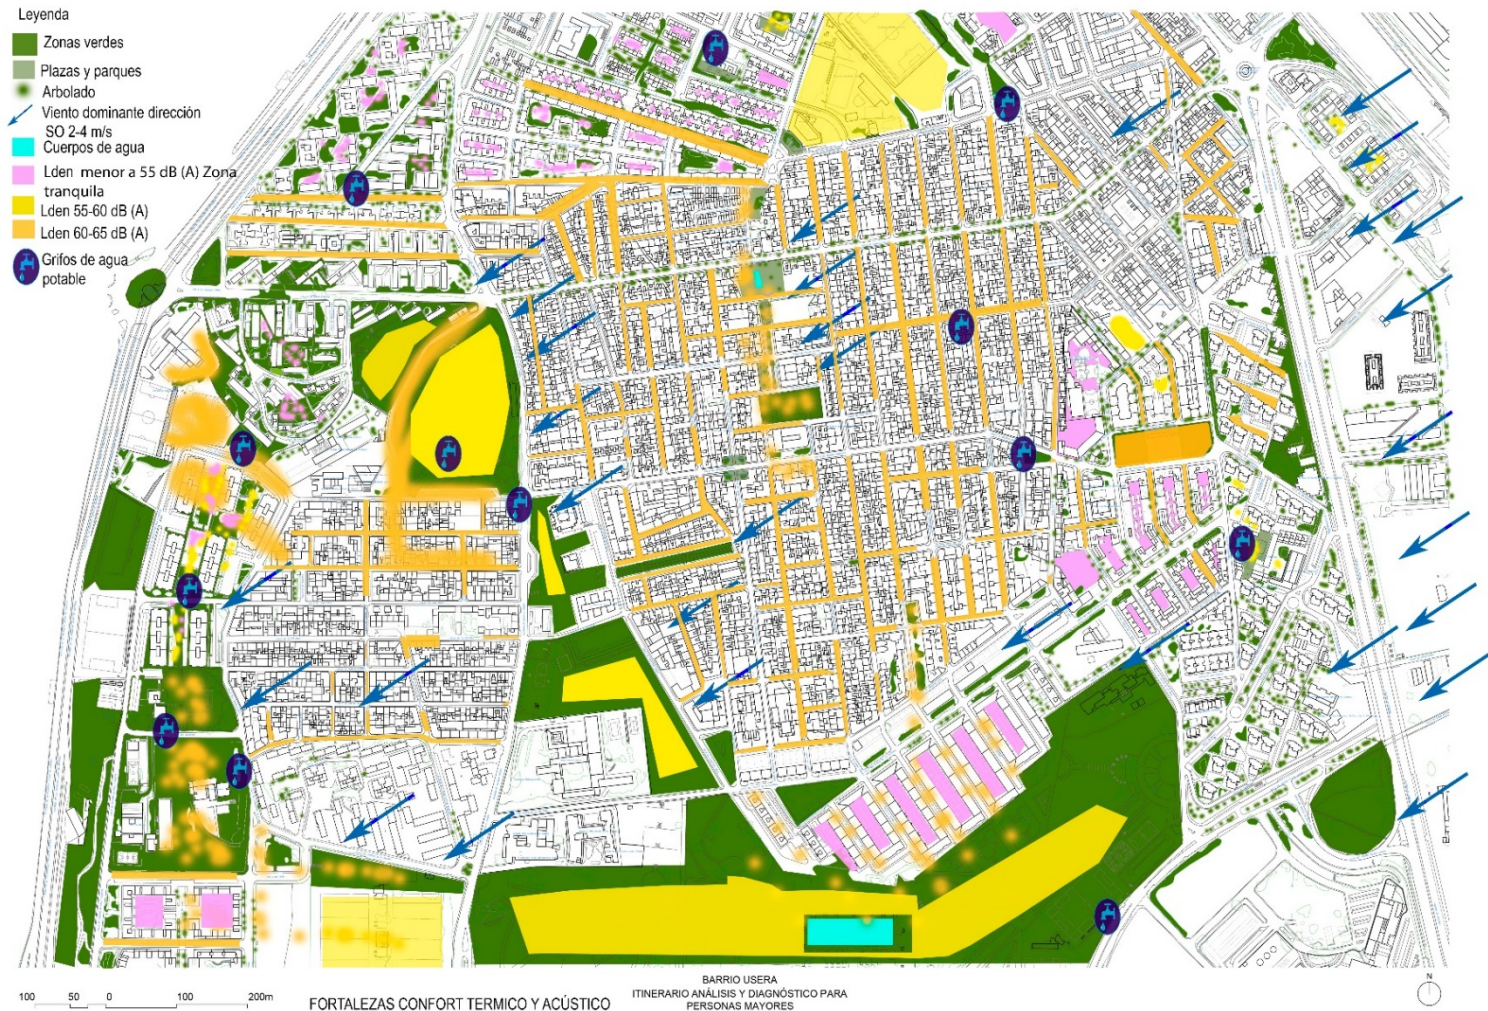 Leyenda
Zonas verdes
Plazas y parques
Arbolado
Viento dominante dirección
SO 2-4 m/s
Cuerpos de agua
Lden menor a 55 dB (A) Zona
tranquila
Lden 55-60 dB (A)
Lden 60-65 dB (A)
Grifos de agua
potable
100 50 0 100 200m
FORTALEZAS CONFORT TERMICO Y ACÚSTICO
BARRIO USERA
ITINERARIO ANÁLISIS Y DIAGNÓSTICO PARA
PERSONAS MAYORES
N